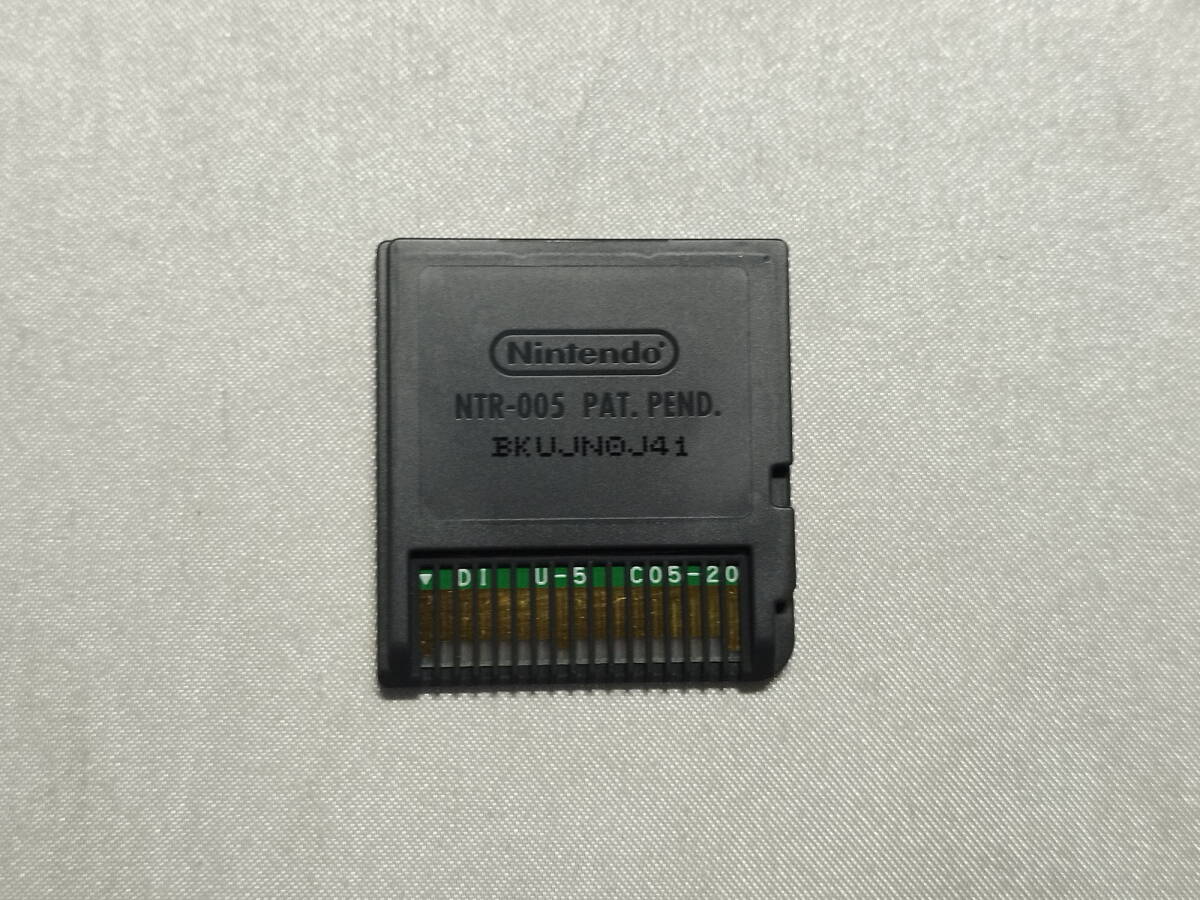 Nintendo®
NTR-005 PAT. PEND.
BKUJN0J41
▼ DI U-5 C05-20